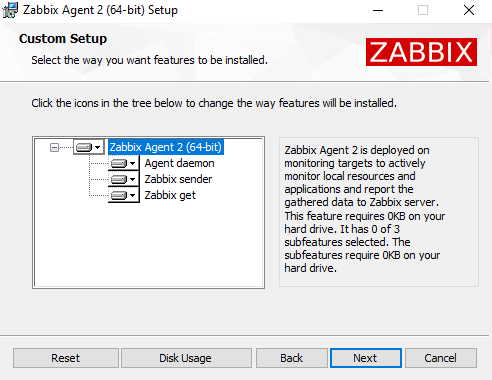 Zabbix Agent 2 (64-bit) Setup
Custom Setup
Select the way you want features to be installed.
ZABBIX
Click the icons in the tree below to change the way features will be installed.
Zabbix Agent 2 (64-bit)
Agent daemon
Zabbix sender
Zabbix get
Zabbix Agent 2 is deployed on
monitoring targets to actively
monitor local resources and
applications and report the
gathered data to Zabbix server.
This feature requires 0KB on your
hard drive. It has 0 of 3
subfeatures selected. The
subfeatures require 0KB on your
hard drive.
Reset
Disk Usage
Back
Next
Cancel